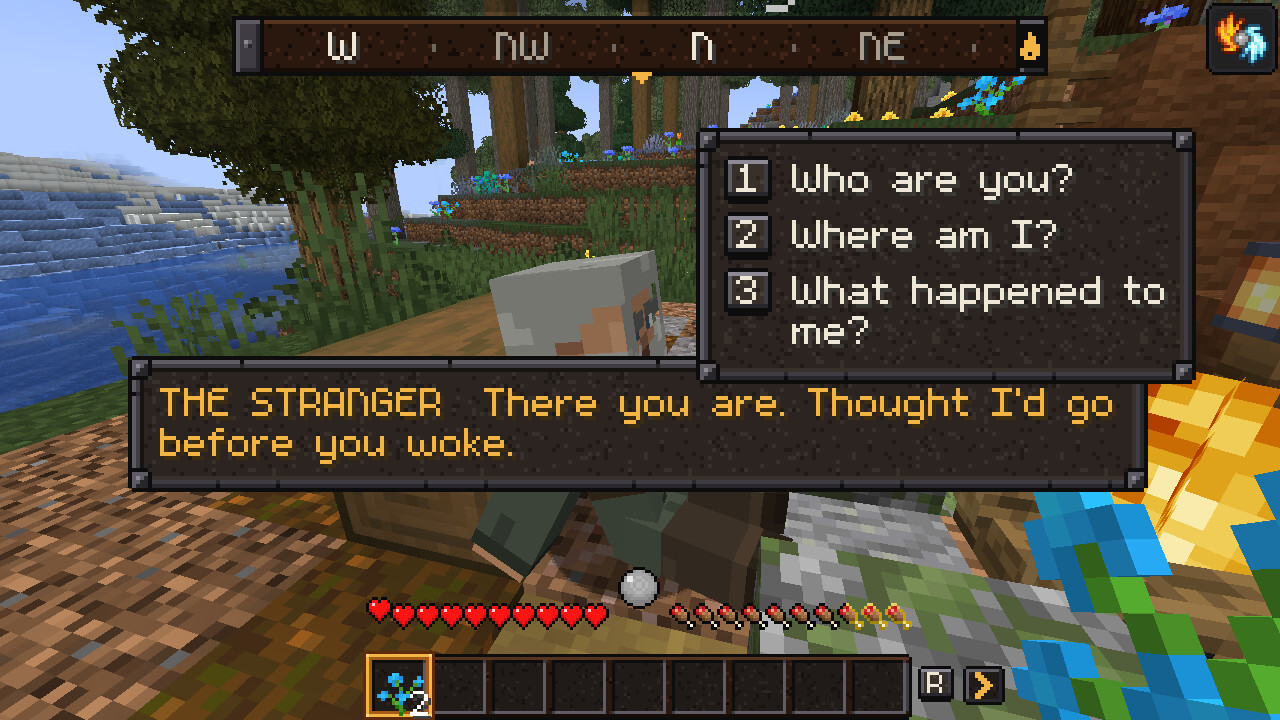 W NW N NE
1 Who are you?
2 Where am I?
3 What happened to
me?
THE STRANGER There you are. Thought I'd go
before you woke.
2
R